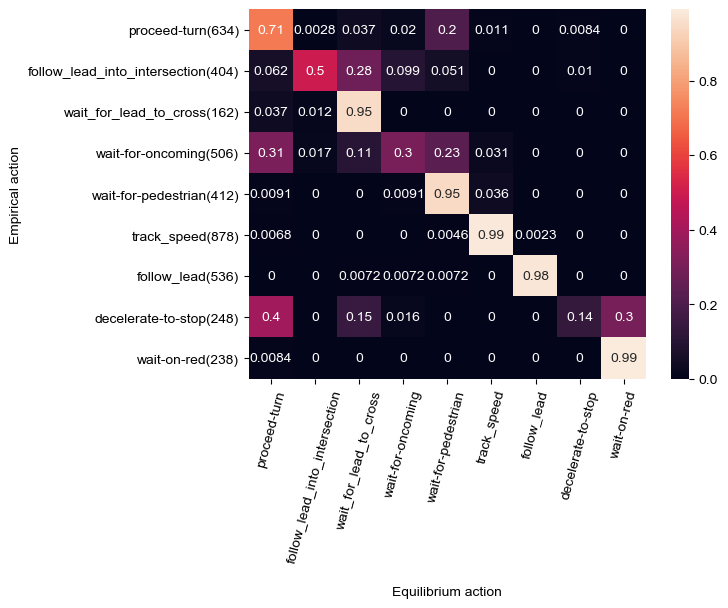 proceed-turn(634) 0.71 0.0028 0.037 0.02 0.2 0.011 0 0.0084 0
follow_lead_into_intersection(404) 0.062 0.5 0.28 0.099 0.051 0 0 0.01 0
wait_for_lead_to_cross(162) 0.037 0.012 0.95 0 0 0 0 0 0
wait-for-oncoming(506) 0.31 0.017 0.11 0.3 0.23 0.031 0 0 0
wait-for-pedestrian(412) 0.0091 0 0 0.0091 0.95 0.036 0 0 0
track_speed(878) 0.0068 0 0 0 0.0046 0.99 0.0023 0 0
follow_lead(536) 0 0 0.0072 0.0072 0.0072 0 0.98 0 0
decelerate-to-stop(248) 0.4 0 0.15 0.016 0 0 0 0.14 0.3
wait-on-red(238) 0.0084 0 0 0 0 0 0 0 0.99
Empirical action
proceed-turn
follow_lead_into_intersection
wait_for_lead_to_cross
wait-for-oncoming
wait-for-pedestrian
track_speed
follow_lead
decelerate-to-stop
wait-on-red
Equilibrium action
0.8
0.6
0.4
0.2
0.0